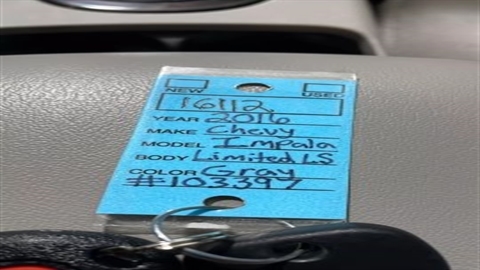 NEW USED
16112
YEAR 2016
MAKE Chevy
MODEL Impala
BODY Limited LS
COLOR Gray
#103397